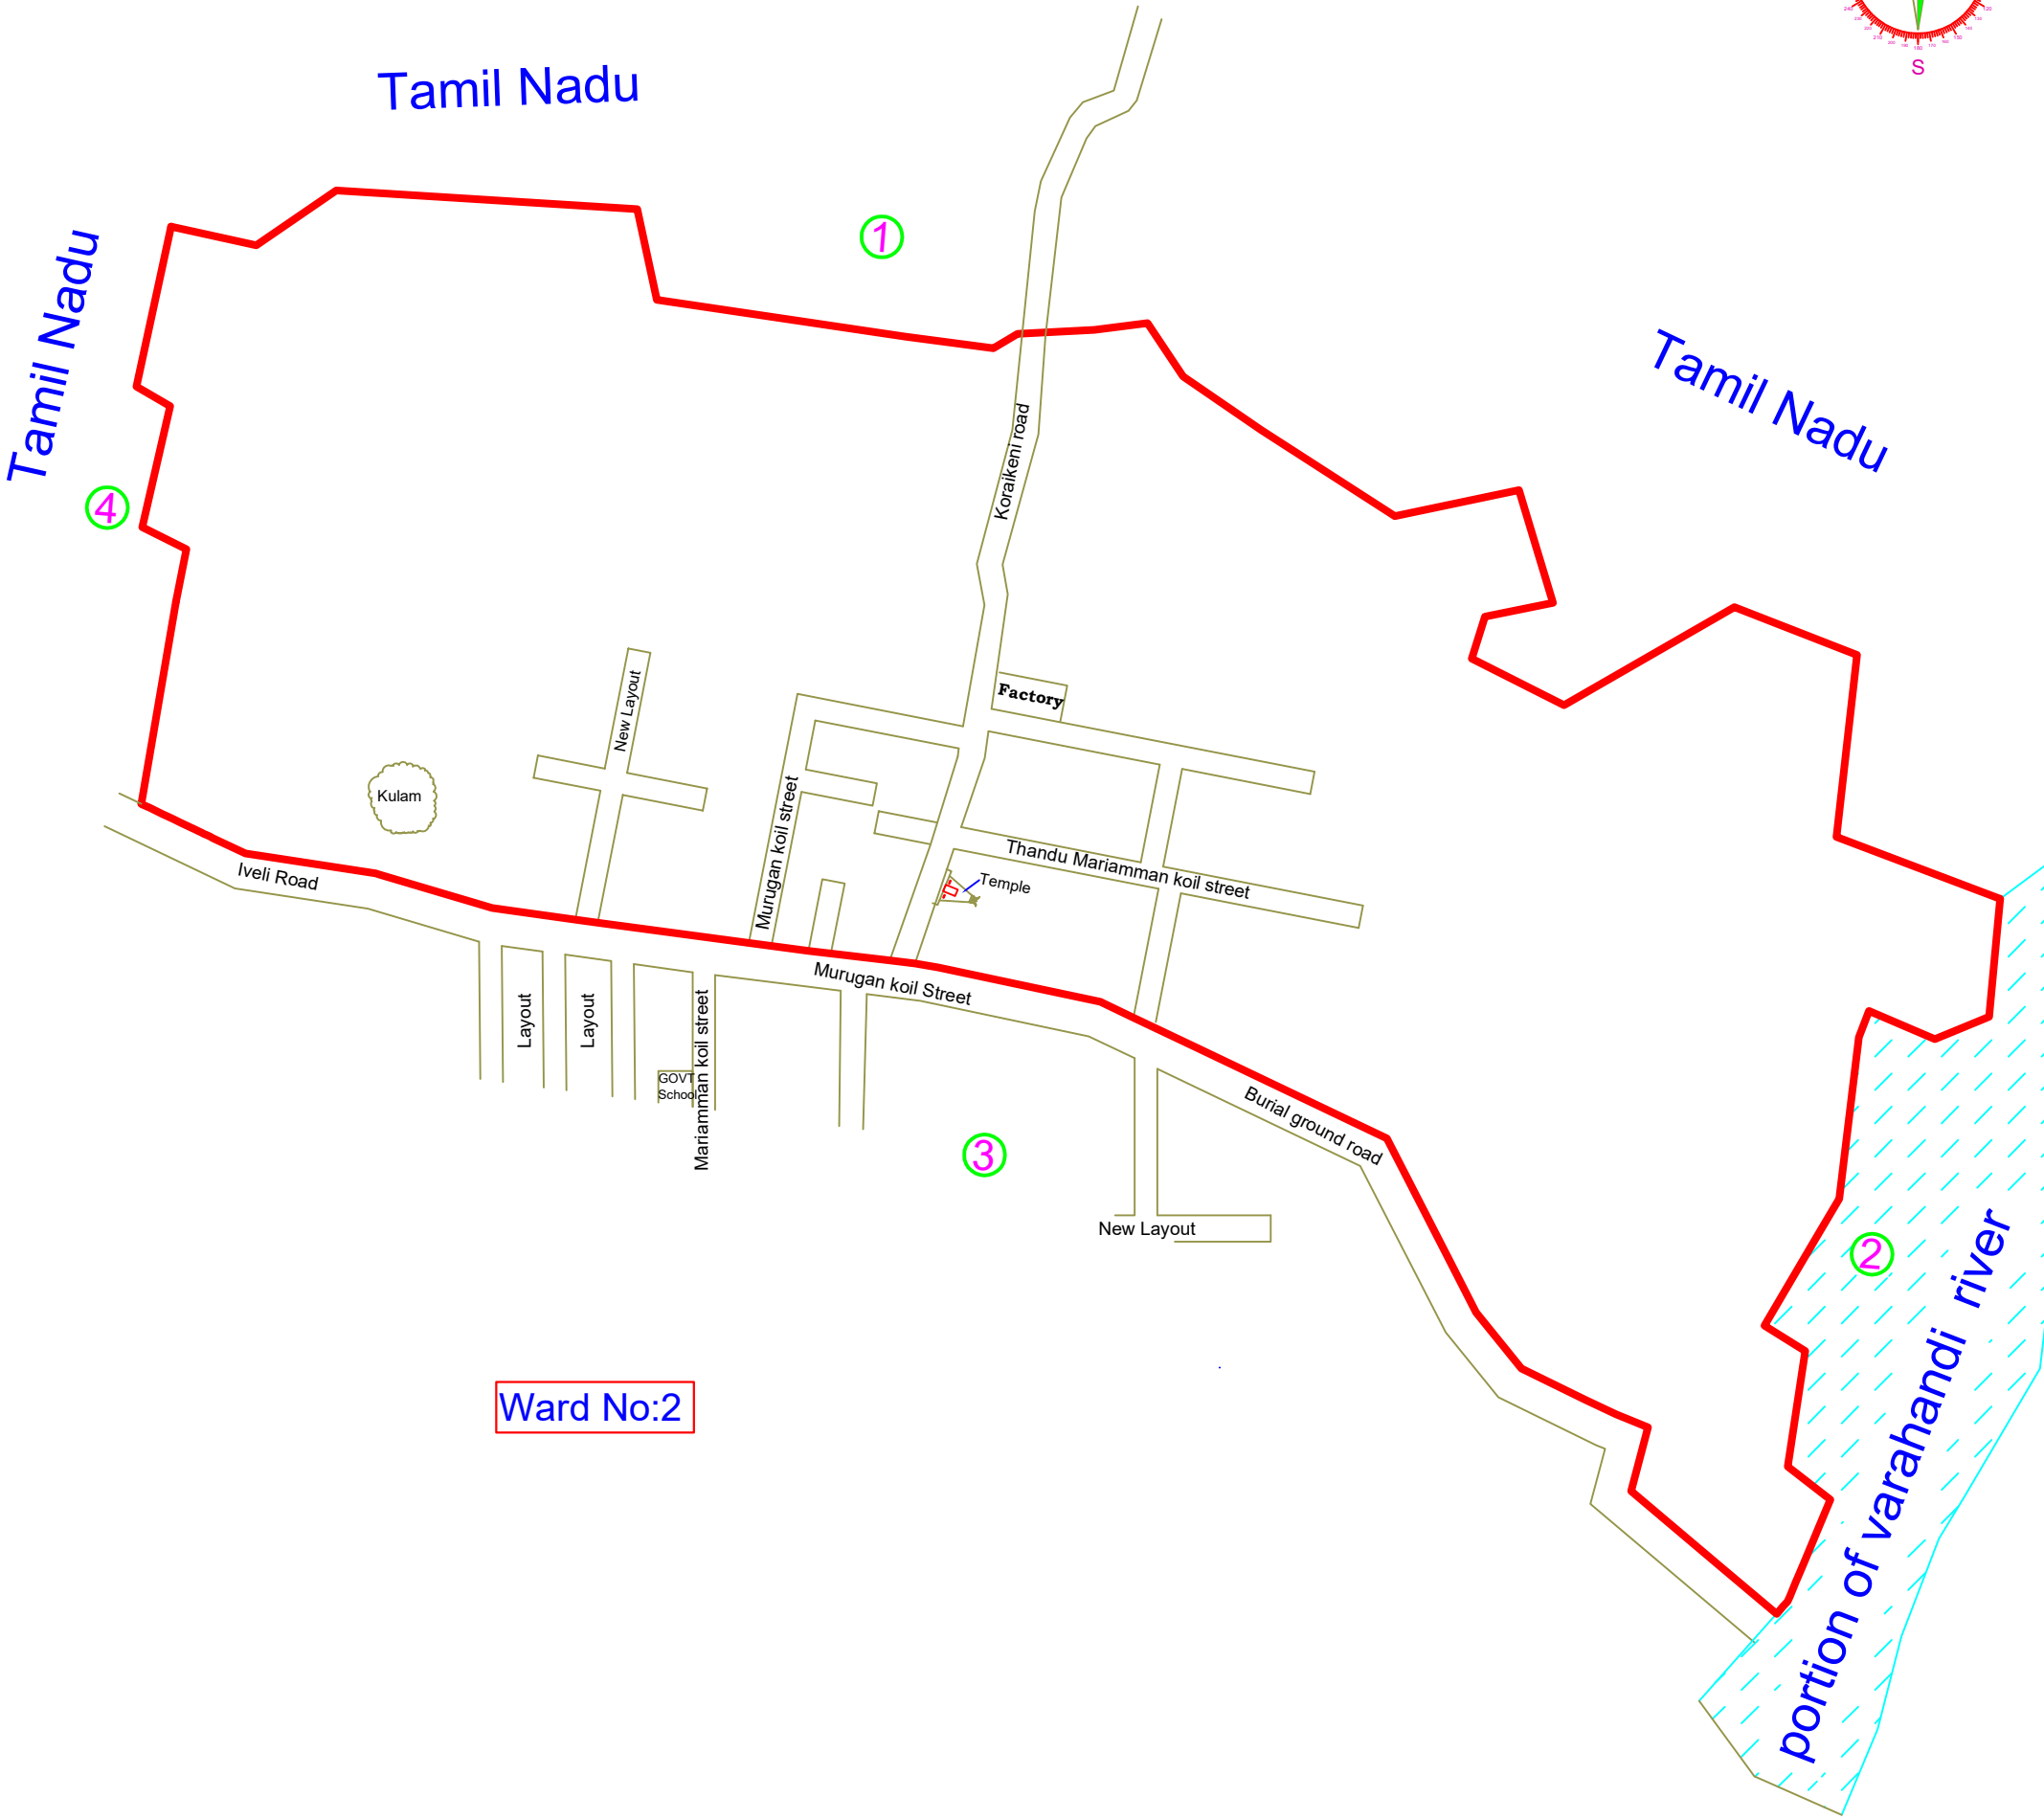 S
Tamil Nadu
1
Tamil Nadu
Tamil Nadu
4
Koraikeni road
New Layout
Factory
Kulam
Murugan koil street
Thandu Mariamman koil street
Temple
Iveli Road
Murugan koil Street
Layout
Layout
Mariamman koil street
GOVT
School
Burial ground road
3
New Layout
2
portion of varahandi river
Ward No:2